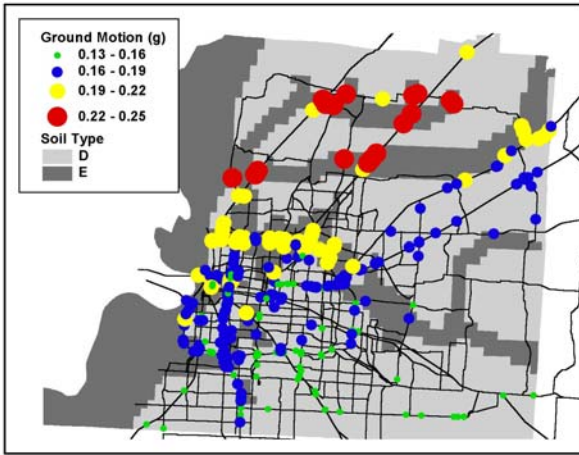 Ground Motion (g)
0.13 - 0.16
0.16 - 0.19
0.19 - 0.22
0.22 - 0.25
Soil Type
D
E